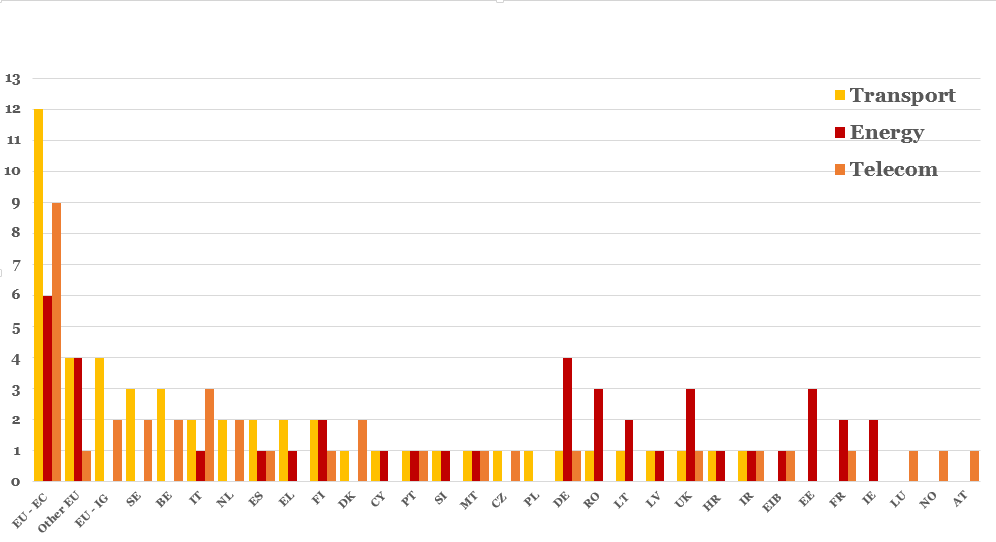 13
12
11
10
9
8
7
6
5
4
3
2
1
0
Transport
Energy
Telecom
EU - EC
Other EU
EU - IG
SE
BE
IT
NL
ES
EL
FI
DK
CY
PT
SI
MT
CZ
PL
DE
RO
LT
LV
UK
HR
IR
EIB
EE
FR
IE
LU
NO
AT